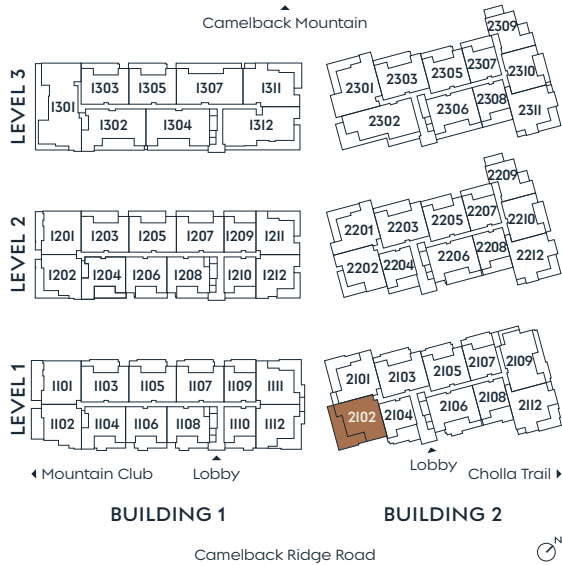 Camelback Mountain
LEVEL 3
1301 1303 1305 1307 1311
1302 1304 1312
2301 2303 2305 2307 2309
2310
2302 2306 2308 2311
LEVEL 2
1201 1203 1205 1207 1209 1211
1202 1204 1206 1208 1210 1212
2201 2203 2205 2207 2209
2210
2202 2204 2206 2208 2212
LEVEL 1
1101 1103 1105 1107 1109 1111
1102 1104 1106 1108 1110 1112
2101 2103 2105 2107 2109
2102 2104 2106 2108 2112
Mountain Club
Lobby
Lobby
Cholla Trail
BUILDING 1
BUILDING 2
Camelback Ridge Road
N